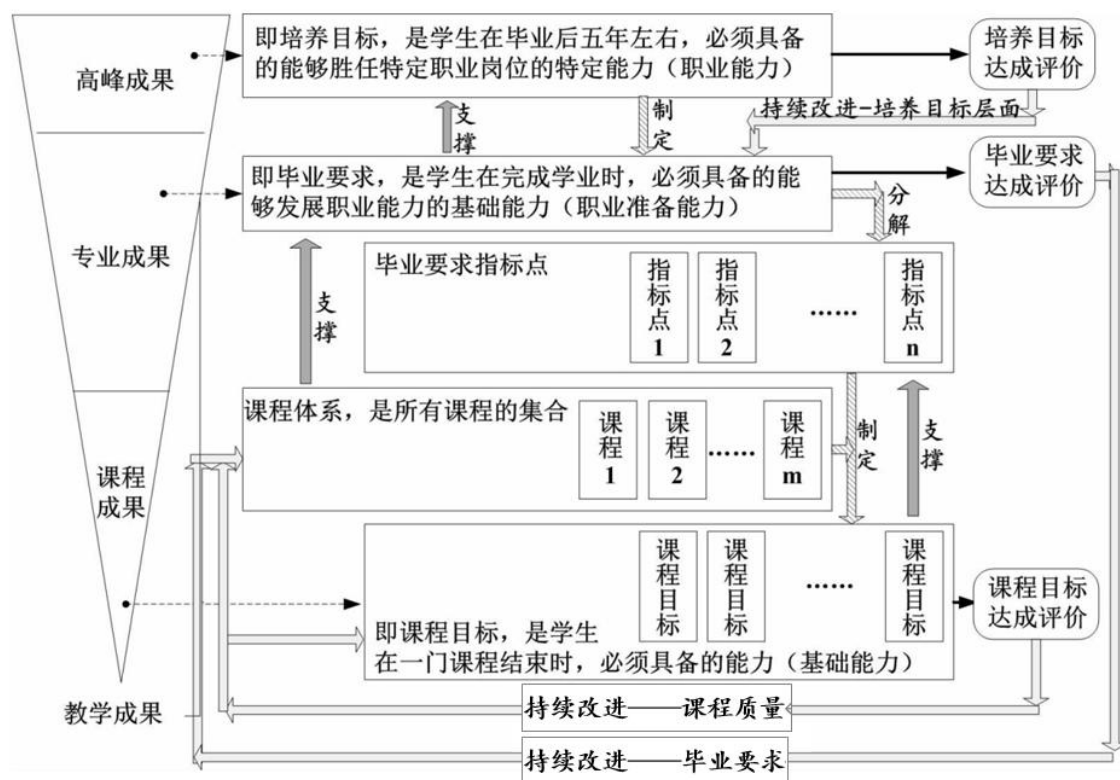 高峰成果
即培养目标，是学生在毕业后五年左右，必须具备
的能够胜任特定职业岗位的特定能力（职业能力）
培养目标
达成评价
支撑
制定
持续改进-培养目标层面
即毕业要求，是学生在完成学业时，必须具备的能
够发展职业能力的基础能力（职业准备能力）
毕业要求
达成评价
分解
专业成果
毕业要求指标点
指标点1
指标点2
……
指标点n
支撑
课程体系，是所有课程的集合
课程1
课程2
……
课程m
制定
支撑
课程
成果
课程目标
课程目标
……
课程目标
即课程目标，是学生
在一门课程结束时，必须具备的能力（基础能力）
课程目标
达成评价
教学成果
持续改进——课程质量
持续改进——毕业要求